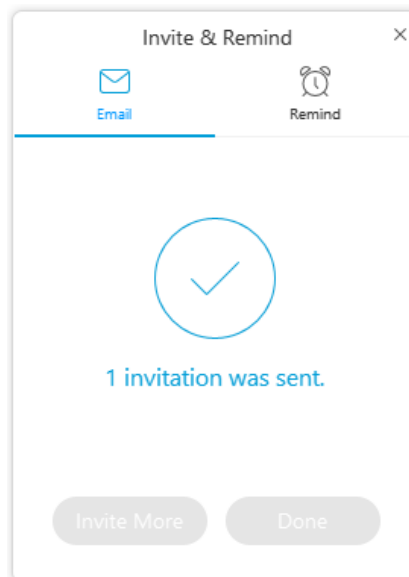 Invite & Remind
Email
Remind
1 invitation was sent.
Invite More
Done